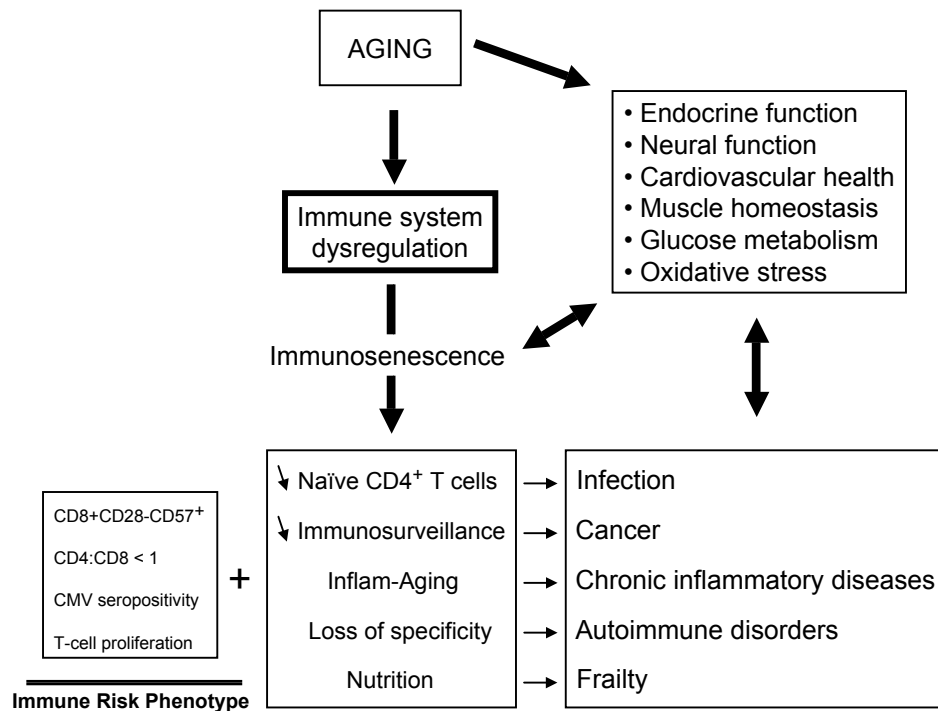 AGING
• Endocrine function
• Neural function
• Cardiovascular health
• Muscle homeostasis
• Glucose metabolism
• Oxidative stress
Immune system
dysregulation
Immunosenescence
CD8+CD28-CD57⁺
CD4:CD8 < 1
CMV seropositivity
T-cell proliferation
Immune Risk Phenotype
+
Naïve CD4⁺ T cells
Immunosurveillance
Inflam-Aging
Loss of specificity
Nutrition
Infection
Cancer
Chronic inflammatory diseases
Autoimmune disorders
Frailty